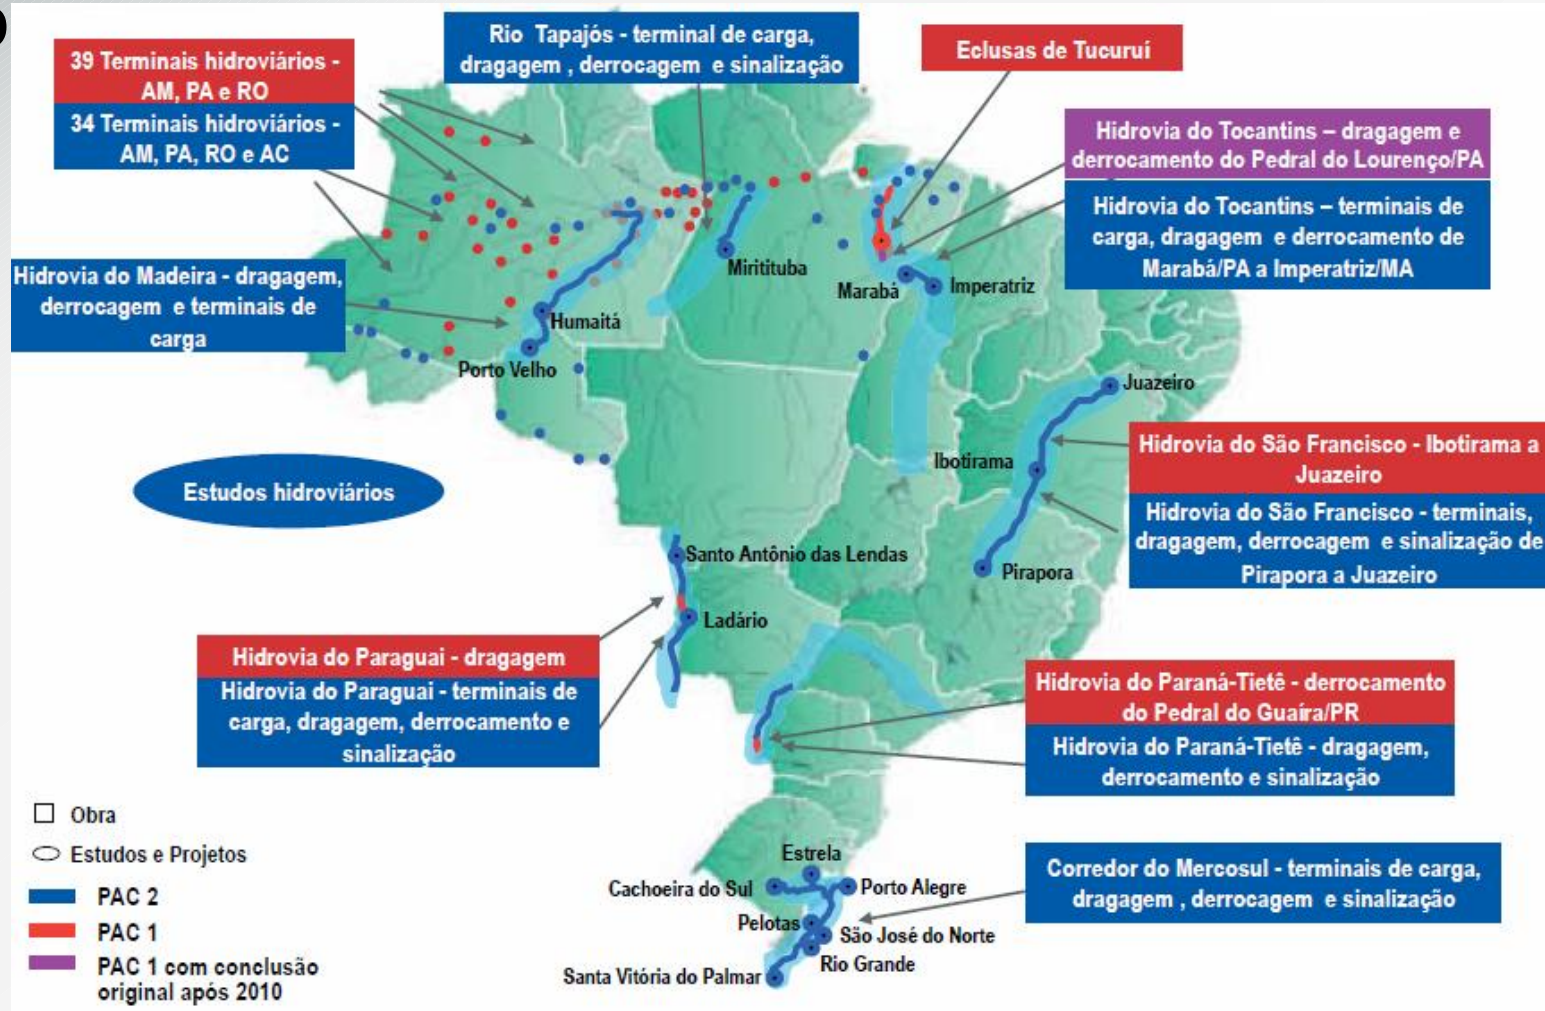 39 Terminais hidroviários -
AM, PA e RO
34 Terminais hidroviários -
AM, PA, RO e AC
Rio Tapajós - terminal de carga,
dragagem , derrocagem e sinalização
Eclusas de Tucuruí
Hidrovia do Tocantins – dragagem e
derrocamento do Pedral do Lourenço/PA
Hidrovia do Tocantins – terminais de
carga, dragagem e derrocamento de
Marabá/PA a Imperatriz/MA
Hidrovia do Madeira - dragagem,
derrocagem e terminais de
carga
Miritituba
Marabá
Imperatriz
Humaitá
Porto Velho
Juazeiro
Ibotirama
Pirapora
Hidrovia do São Francisco - Ibotirama a
Juazeiro
Hidrovia do São Francisco - terminais,
dragagem, derrocagem e sinalização de
Pirapora a Juazeiro
Estudos hidroviários
Santo Antônio das Lendas
Ladário
Hidrovia do Paraguai - dragagem
Hidrovia do Paraguai - terminais de
carga, dragagem, derrocamento e
sinalização
Hidrovia do Paraná-Tietê - derrocamento
do Pedral do Guaíra/PR
Hidrovia do Paraná-Tietê - dragagem,
derrocamento e sinalização
Corredor do Mercosul - terminais de carga,
dragagem , derrocagem e sinalização
Estrela
Cachoeira do Sul
Porto Alegre
Pelotas
São José do Norte
Rio Grande
Santa Vitória do Palmar
Obra
Estudos e Projetos
PAC 2
PAC 1
PAC 1 com conclusão
original após 2010